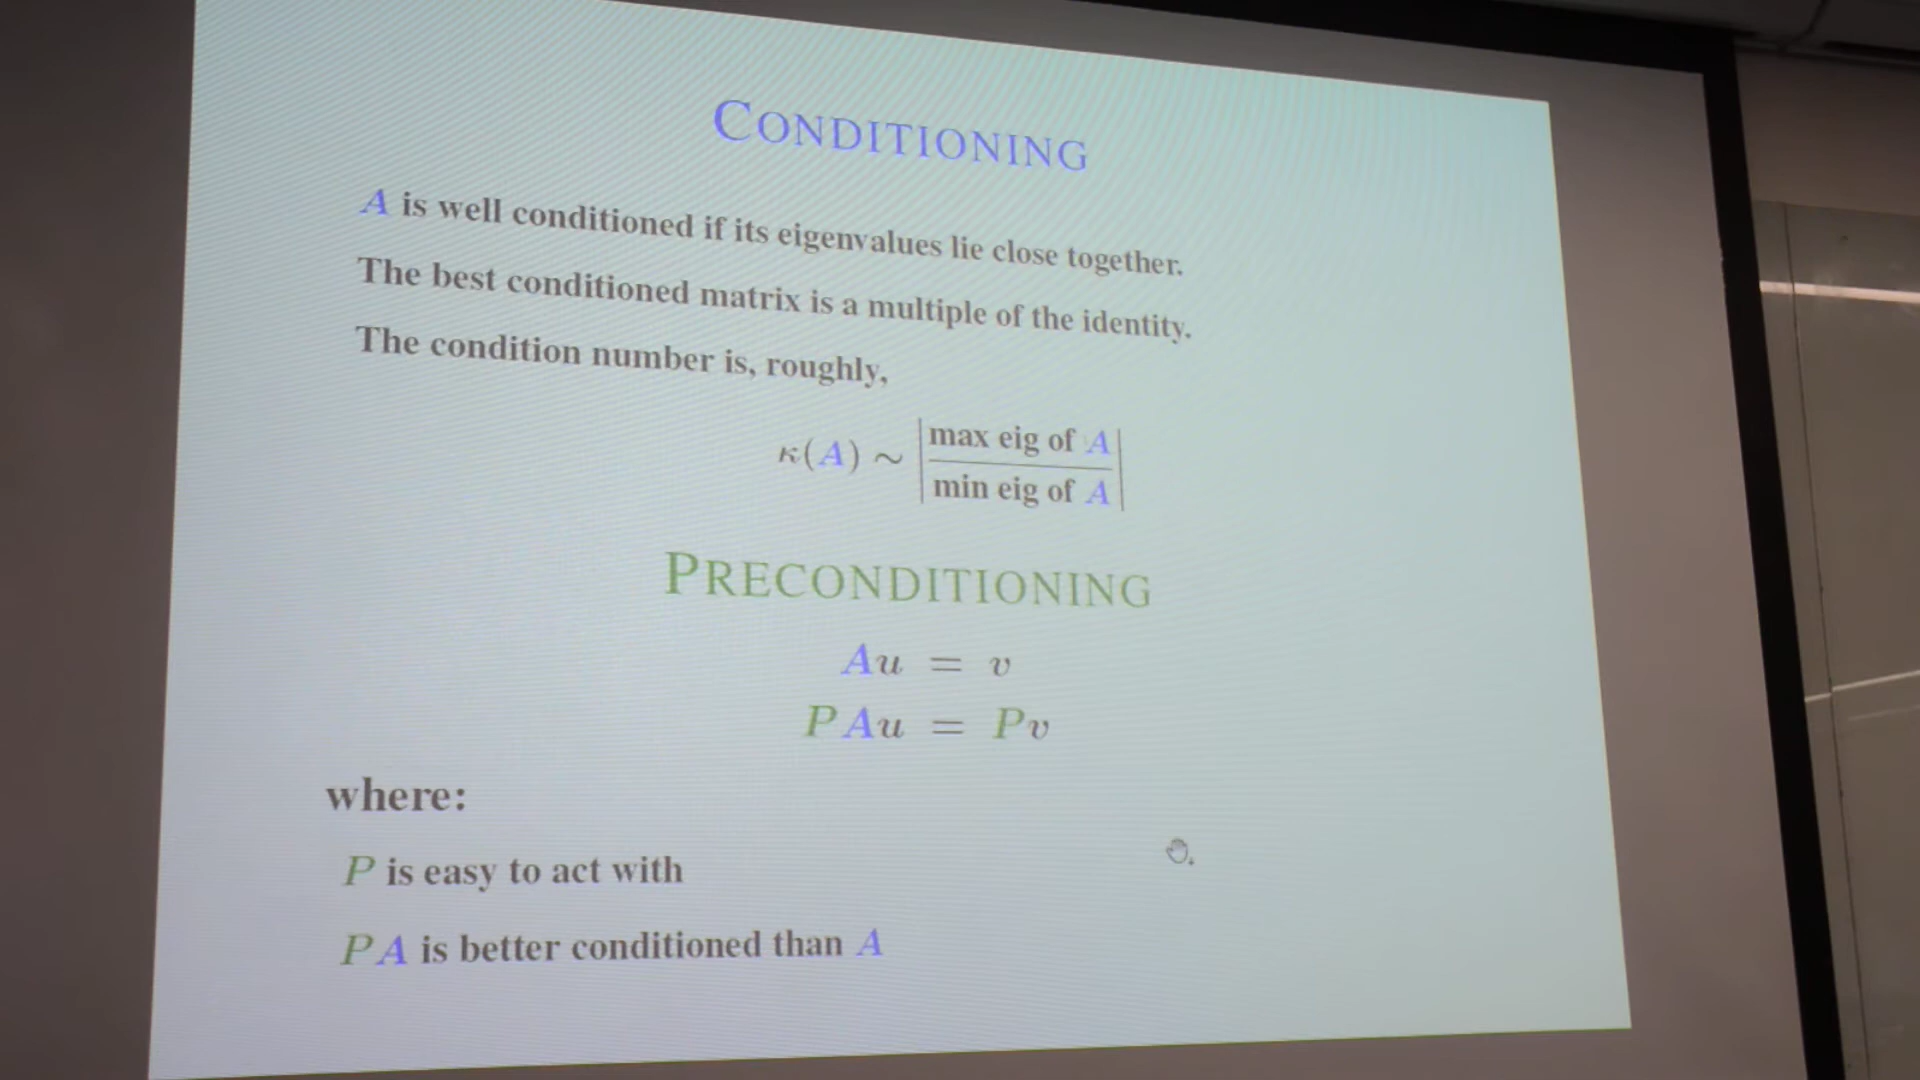 CONDITIONING
A is well conditioned if its eigenvalues lie close together.
The best conditioned matrix is a multiple of the identity.
The condition number is, roughly,
κ(A) ∼ |max eig of A / min eig of A|
PRECONDITIONING
Au = v
PAu = Pv
where:
P is easy to act with
PA is better conditioned than A